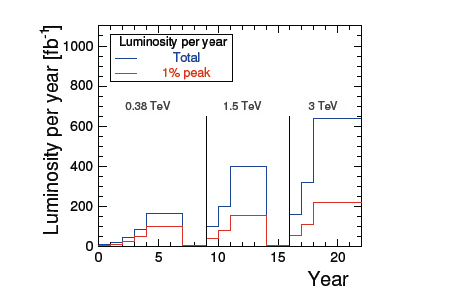 Luminosity per year [fb⁻¹]
1000
800
600
400
200
0
Luminosity per year
Total
1% peak
0.38 TeV
1.5 TeV
3 TeV
0
5
10
15
20
Year